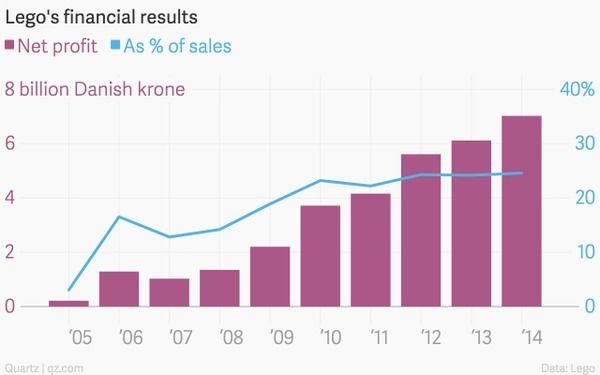 Lego's financial results
Net profit As % of sales
8 billion Danish krone 40%
6 30
4 20
2 10
0 0
'05 '06 '07 '08 '09 '10 '11 '12 '13 '14
Quartz | qz.com Data: Lego